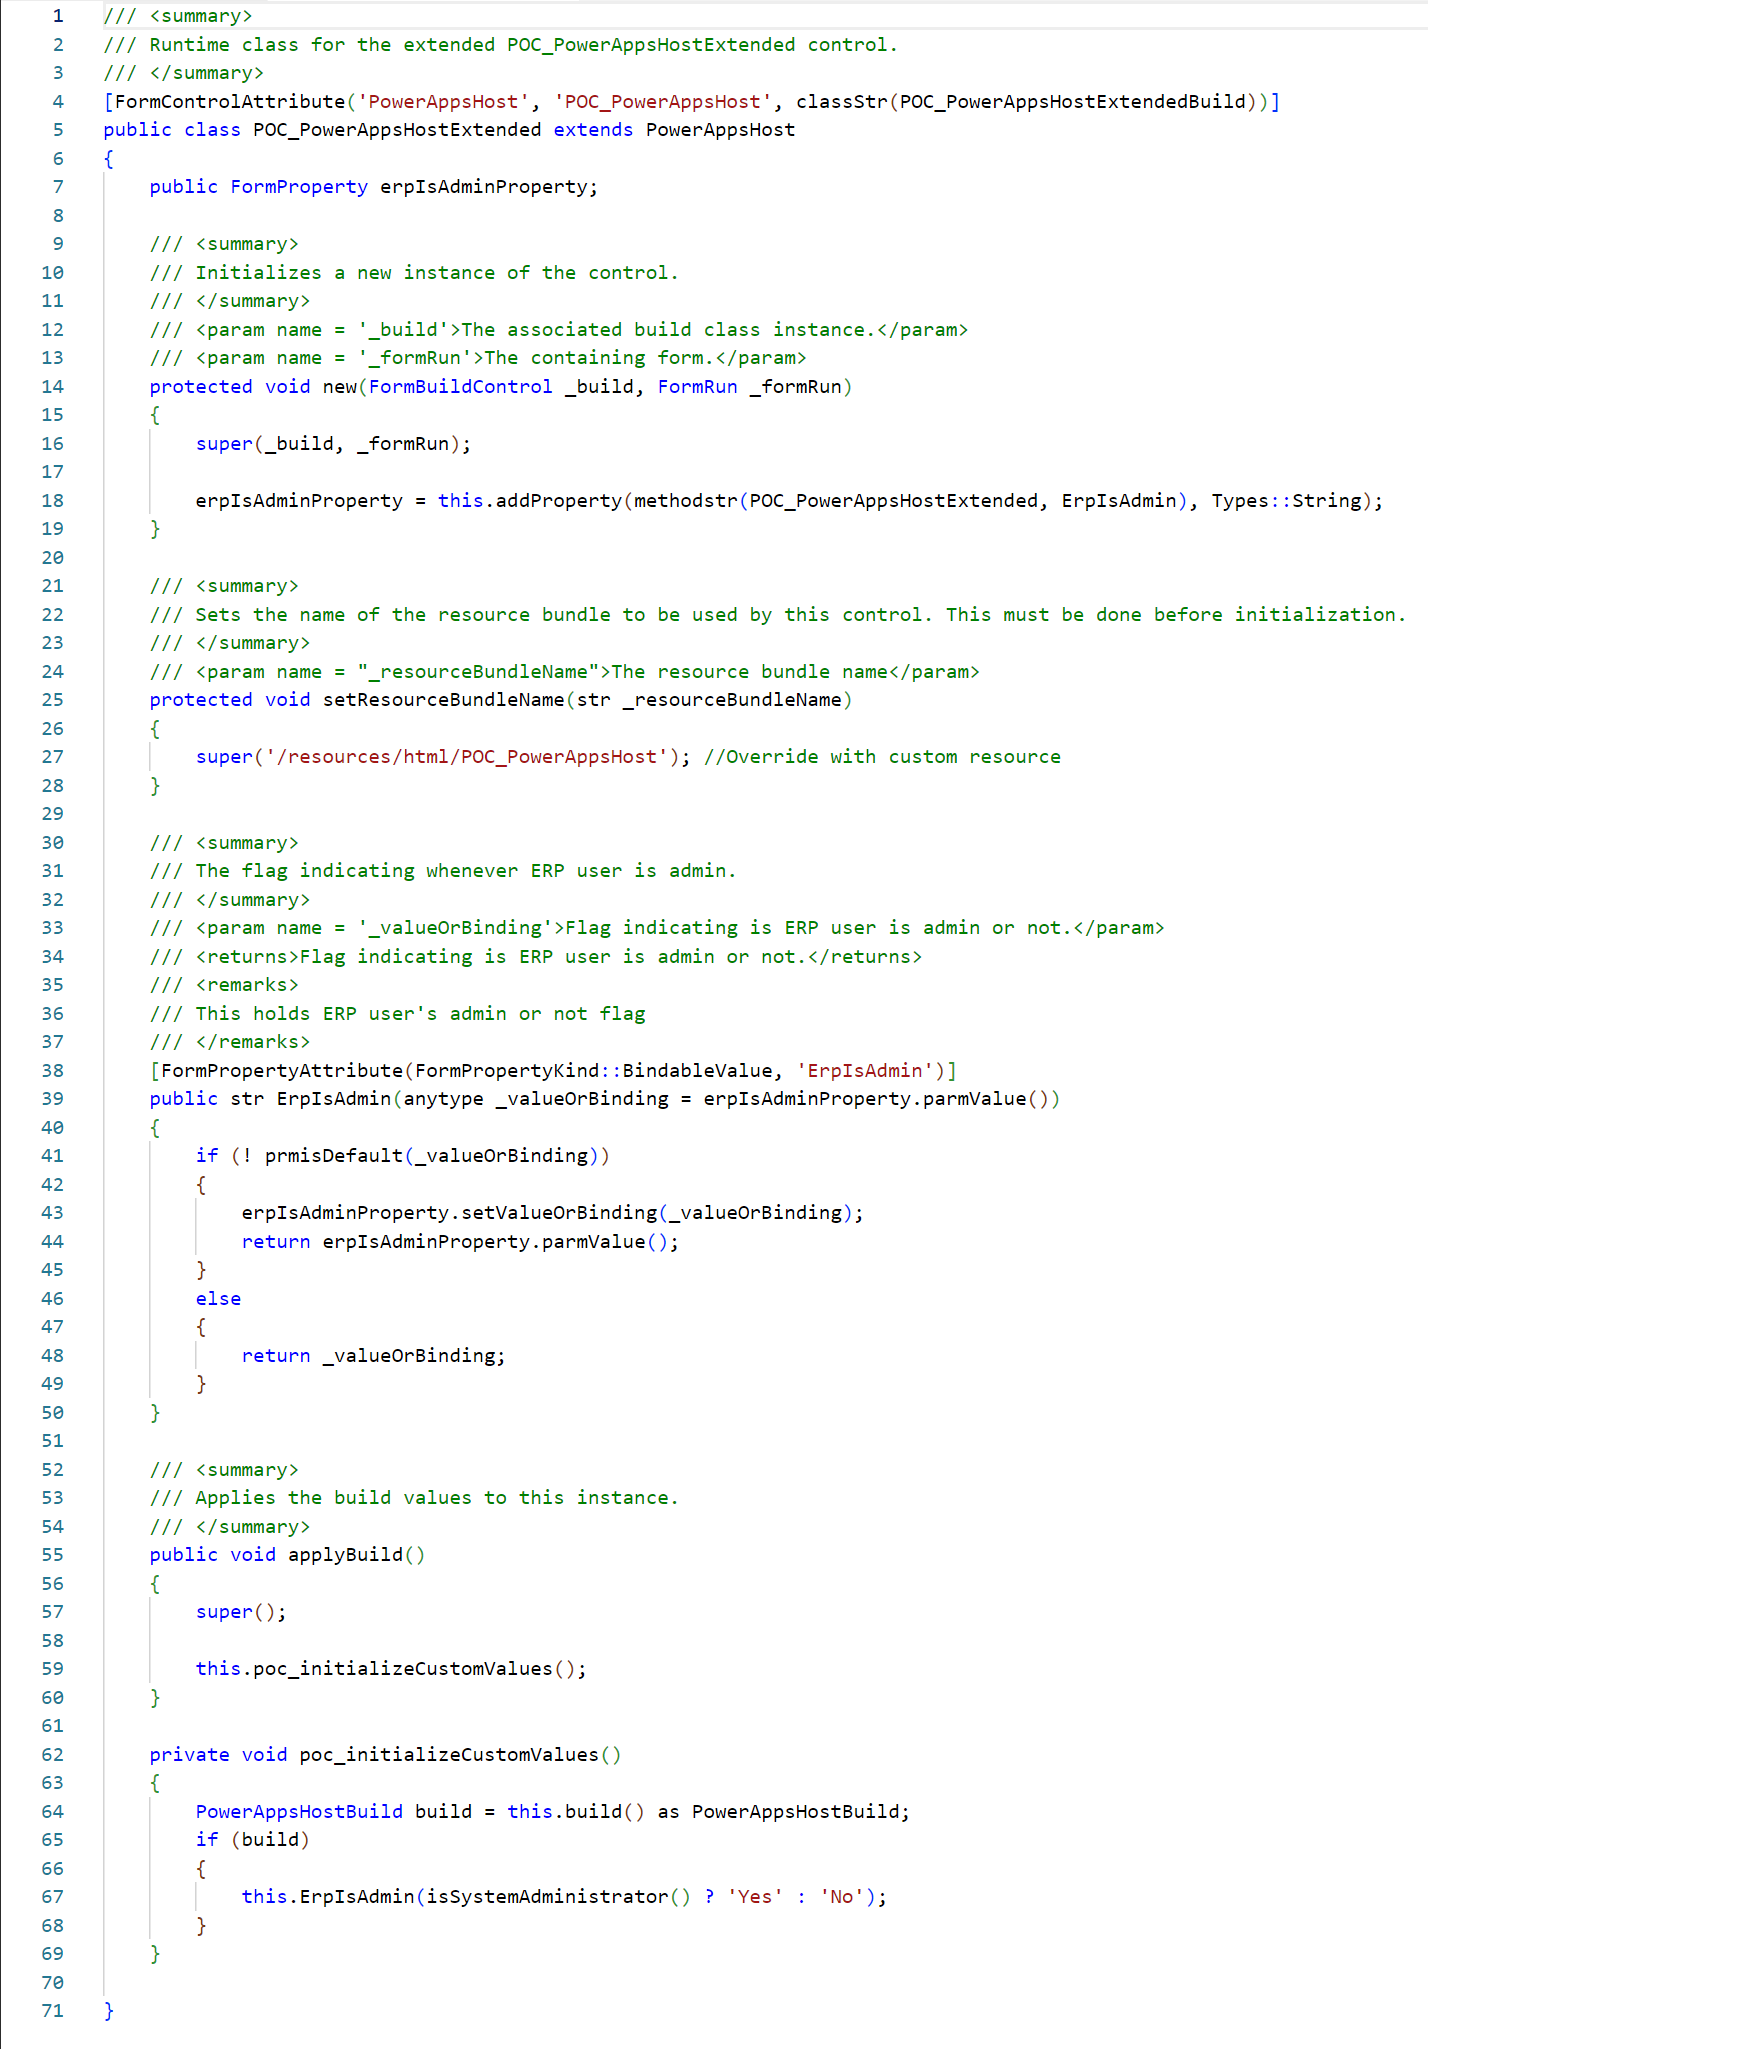 1 /// <summary>
2 /// Runtime class for the extended POC_PowerAppsHostExtended control.
3 /// </summary>
4 [FormControlAttribute('PowerAppsHost', 'POC_PowerAppsHost', classStr(POC_PowerAppsHostExtendedBuild))]
5 public class POC_PowerAppsHostExtended extends PowerAppsHost
6 {
7     public FormProperty erpIsAdminProperty;
8
9     /// <summary>
10     /// Initializes a new instance of the control.
11     /// </summary>
12     /// <param name = '_build'>The associated build class instance.</param>
13     /// <param name = '_formRun'>The containing form.</param>
14     protected void new(FormBuildControl _build, FormRun _formRun)
15     {
16         super(_build, _formRun);
17
18         erpIsAdminProperty = this.addProperty(methodstr(POC_PowerAppsHostExtended, ErpIsAdmin), Types::String);
19     }
20
21     /// <summary>
22     /// Sets the name of the resource bundle to be used by this control. This must be done before initialization.
23     /// </summary>
24     /// <param name = "_resourceBundleName">The resource bundle name</param>
25     protected void setResourceBundleName(str _resourceBundleName)
26     {
27         super('/resources/html/POC_PowerAppsHost'); //Override with custom resource
28     }
29
30     /// <summary>
31     /// The flag indicating whenever ERP user is admin.
32     /// </summary>
33     /// <param name = '_valueOrBinding'>Flag indicating is ERP user is admin or not.</param>
34     /// <returns>Flag indicating is ERP user is admin or not.</returns>
35     /// <remarks>
36     /// This holds ERP user's admin or not flag
37     /// </remarks>
38     [FormPropertyAttribute(FormPropertyKind::BindableValue, 'ErpIsAdmin')]
39     public str ErpIsAdmin(anytype _valueOrBinding = erpIsAdminProperty.parmValue())
40     {
41         if (! prmisDefault(_valueOrBinding))
42         {
43             erpIsAdminProperty.setValueOrBinding(_valueOrBinding);
44             return erpIsAdminProperty.parmValue();
45         }
46         else
47         {
48             return _valueOrBinding;
49         }
50     }
51
52     /// <summary>
53     /// Applies the build values to this instance.
54     /// </summary>
55     public void applyBuild()
56     {
57         super();
58
59         this.poc_initializeCustomValues();
60     }
61
62     private void poc_initializeCustomValues()
63     {
64         PowerAppsHostBuild build = this.build() as PowerAppsHostBuild;
65         if (build)
66         {
67             this.ErpIsAdmin(isSystemAdministrator() ? 'Yes' : 'No');
68         }
69     }
70
71 }